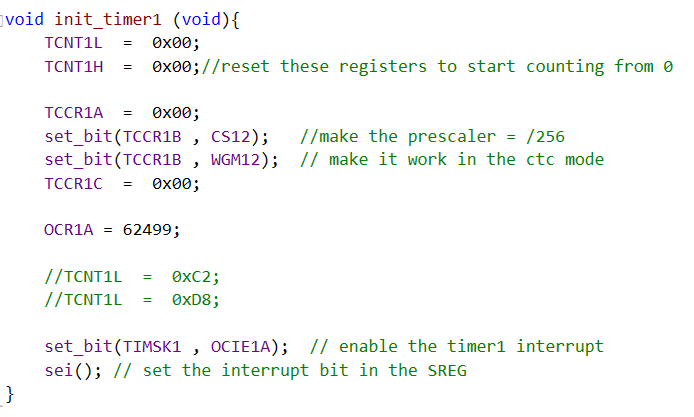 void init_timer1 (void){
    TCNT1L  =  0x00;
    TCNT1H  =  0x00;//reset these registers to start counting from 0
    TCCR1A  =  0x00;
    set_bit(TCCR1B , CS12);   //make the prescaler = /256
    set_bit(TCCR1B , WGM12);  // make it work in the ctc mode
    TCCR1C  =  0x00;
    OCR1A = 62499;
    //TCNT1L  =  0xC2;
    //TCNT1L  =  0xD8;
    set_bit(TIMSK1 , OCIE1A);  // enable the timer1 interrupt
    sei(); // set the interrupt bit in the SREG
}